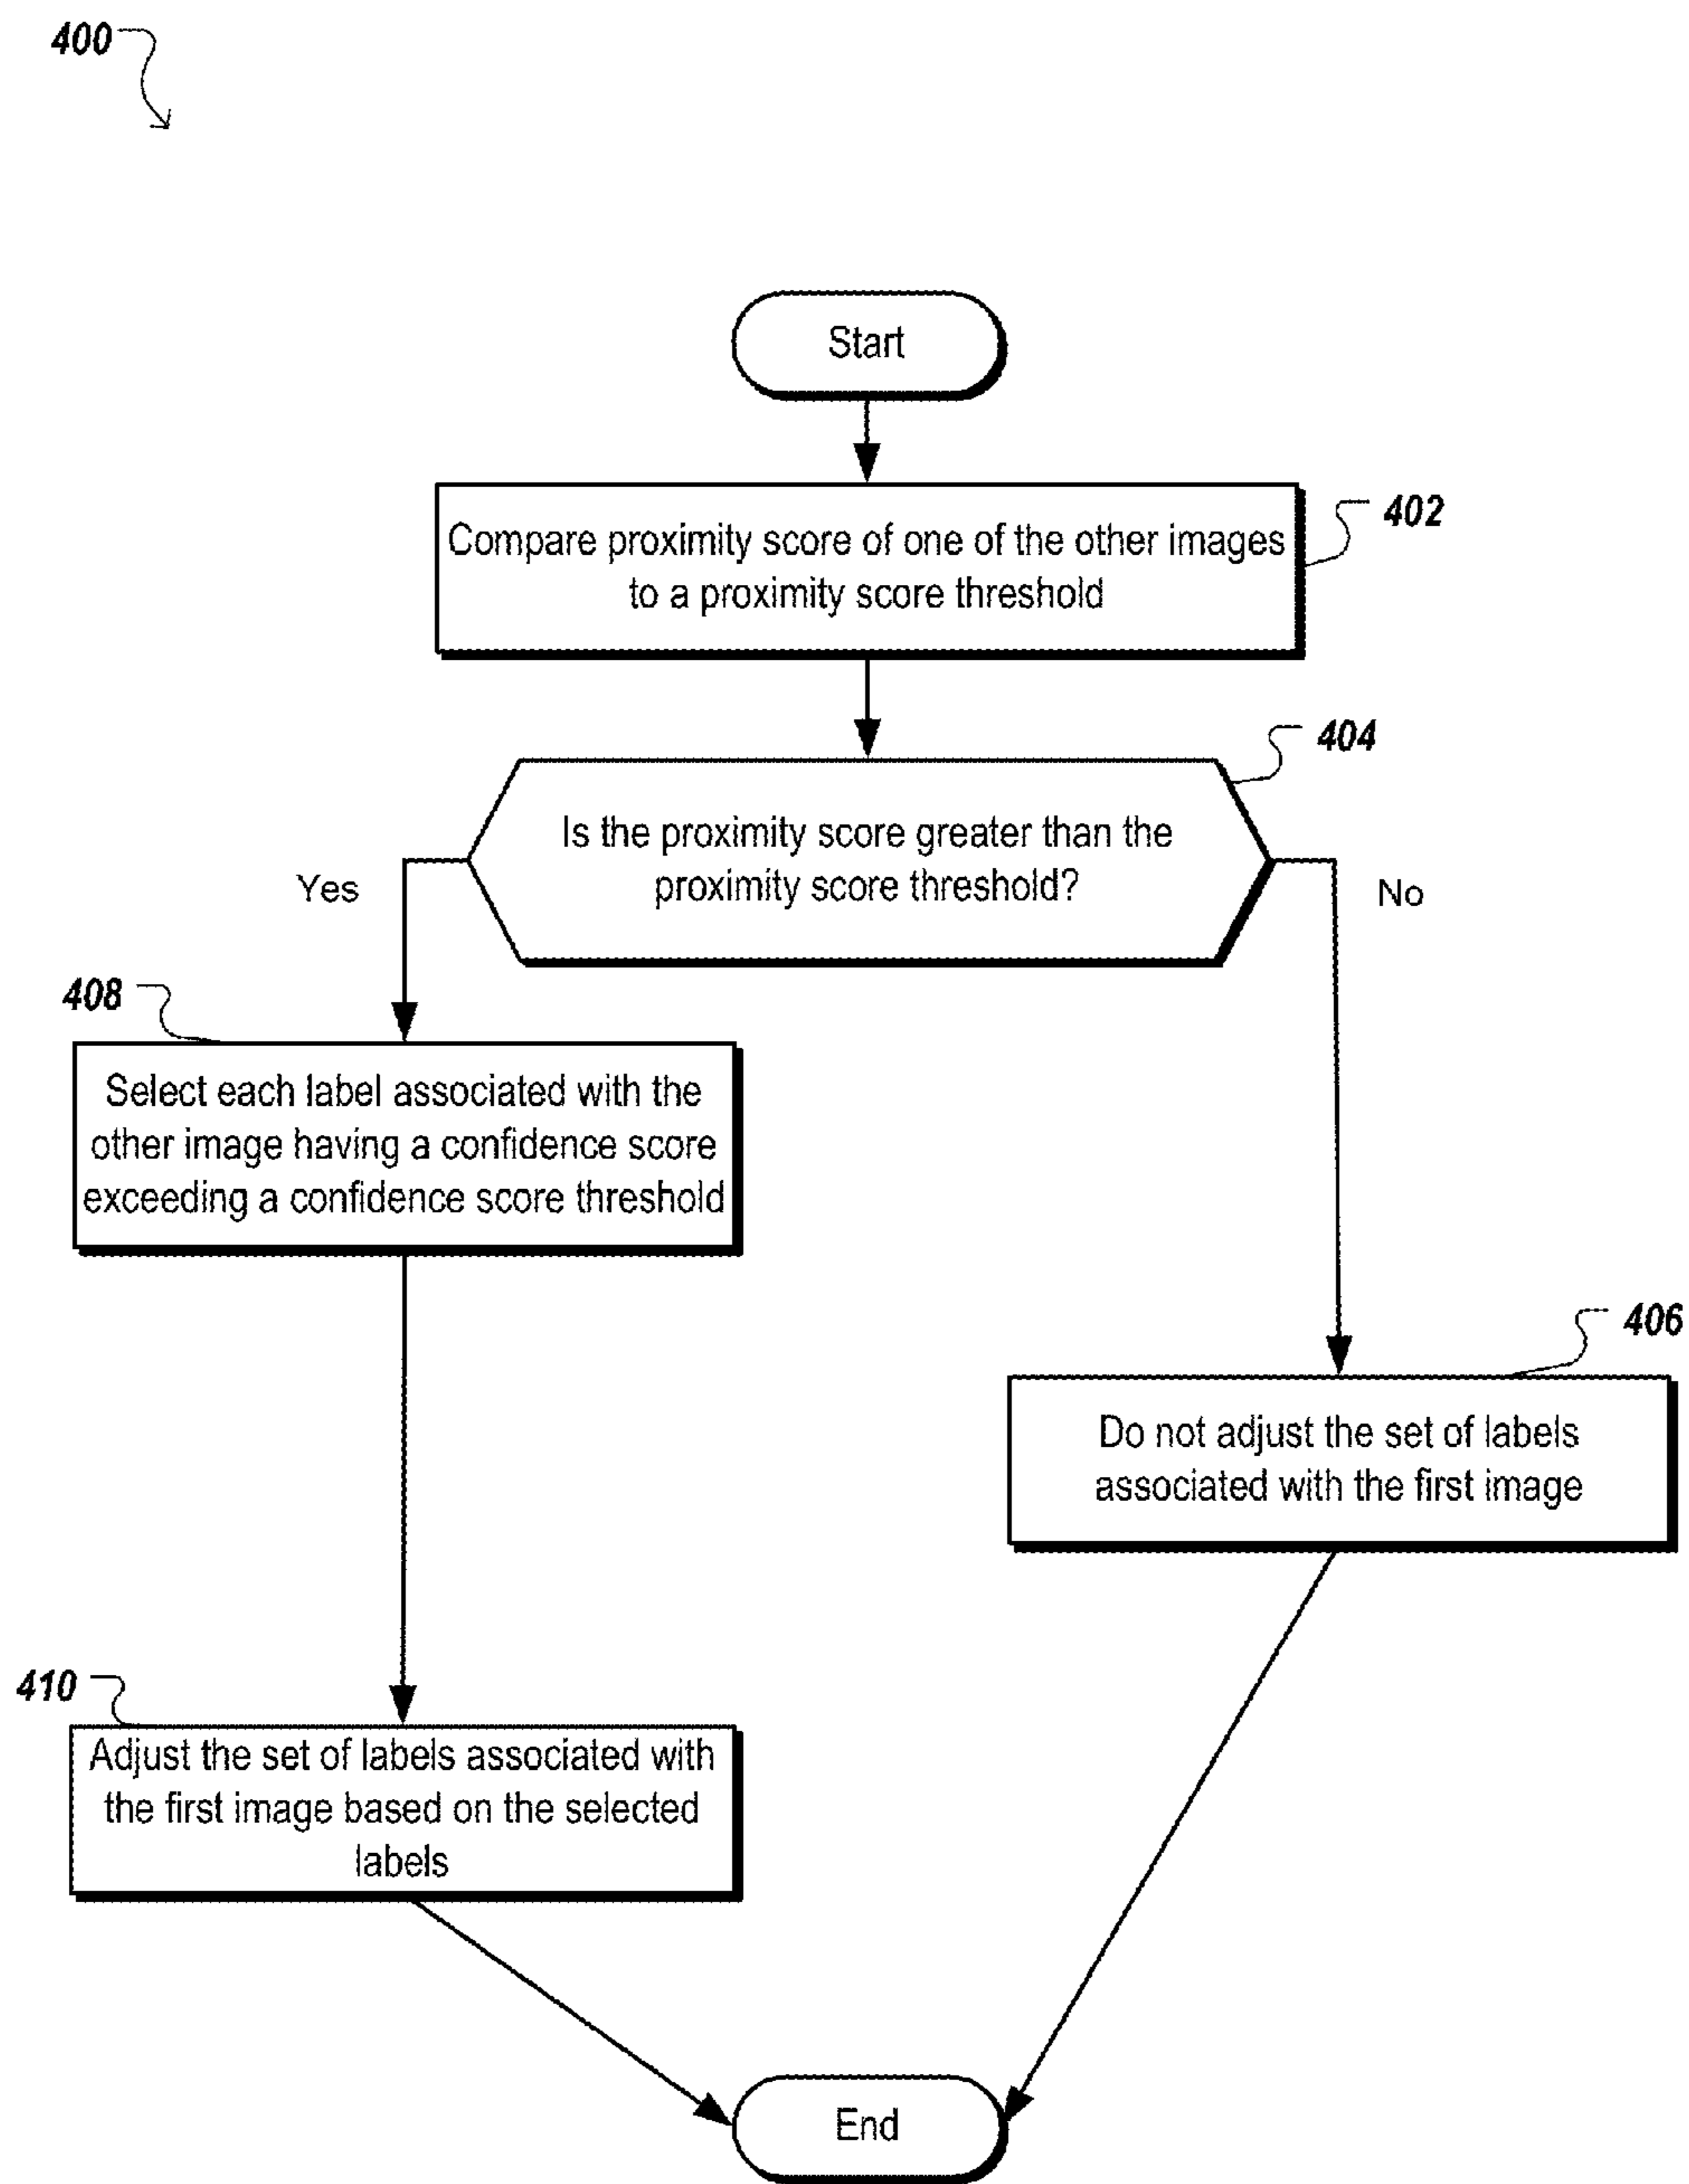 400
Start
Compare proximity score of one of the other images
to a proximity score threshold
402
404
Is the proximity score greater than the
proximity score threshold?
Yes
No
408
Select each label associated with the
other image having a confidence score
exceeding a confidence score threshold
406
Do not adjust the set of labels
associated with the first image
410
Adjust the set of labels associated with
the first image based on the selected
labels
End